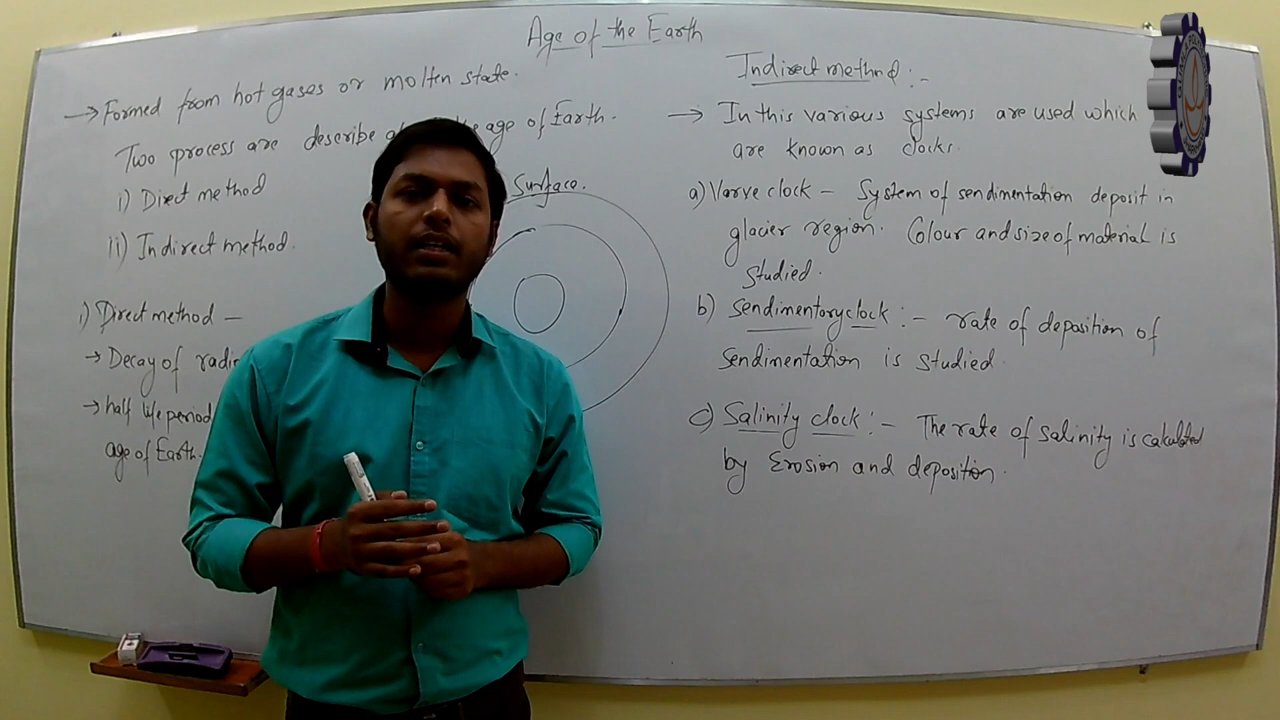 Age of the Earth
→ Formed from hot gases or molten state.
Two process are describe the age of Earth.
i) Direct method
ii) Indirect method.
Surface.
i) Direct method —
→ Decay of
→ half life period
age of Earth.
Indirect method :-
→ In this various systems are used which
are known as clocks.
a) Varve clock — System of sendimentation deposit in
glacier region. Colour and size of material is
studied.
b) Sendimentory clock :- rate of deposition of
Sendimentation is studied.
c) Salinity clock :- The rate of salinity is calculated
by Erosion and deposition.